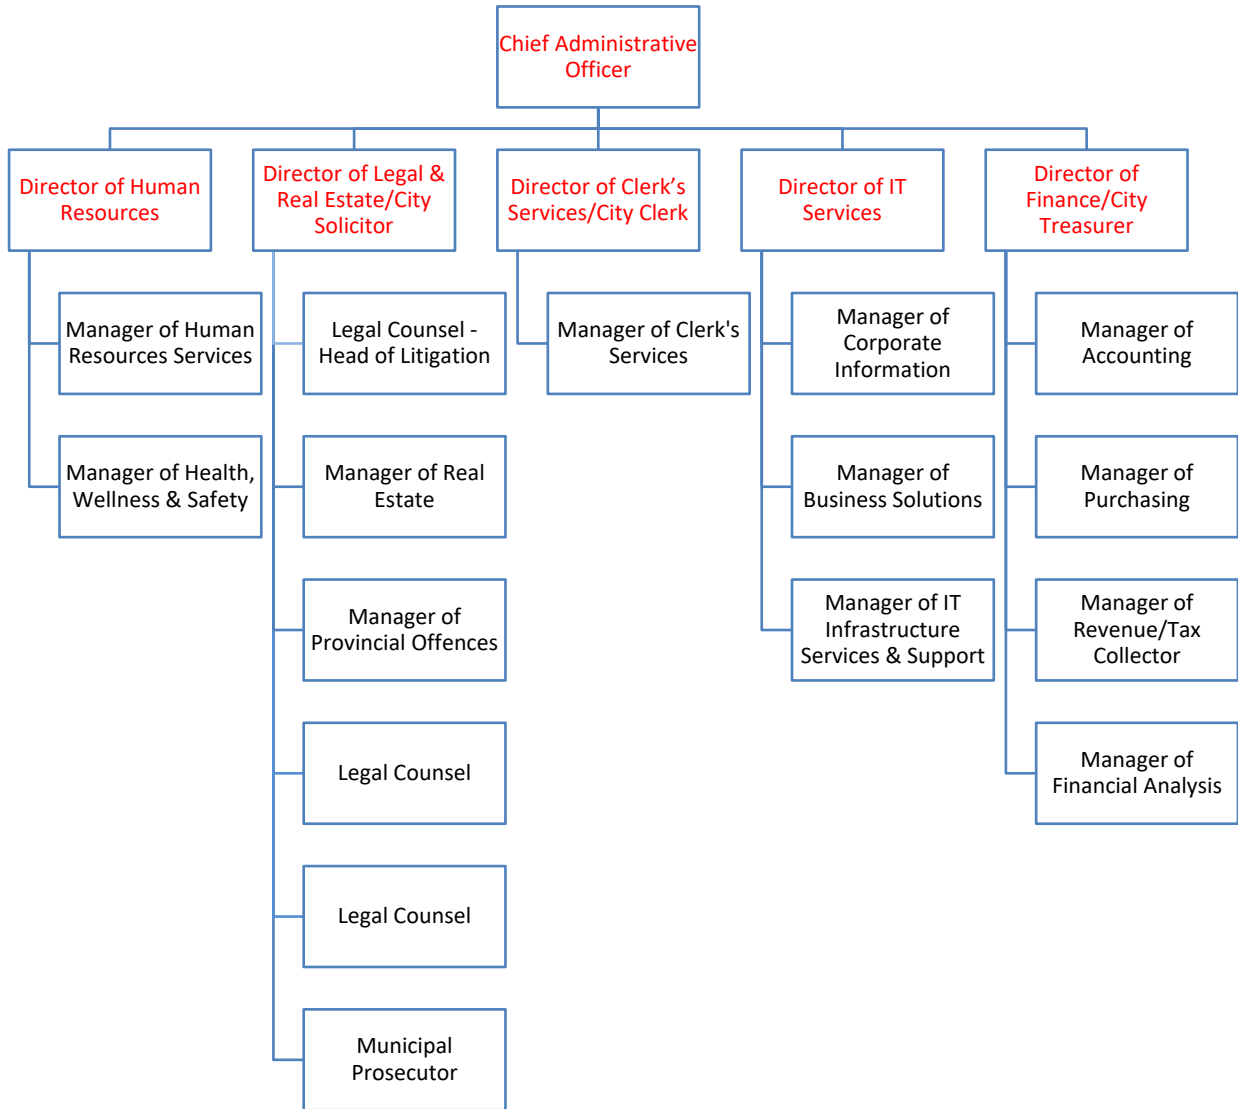 Chief Administrative
Officer
Director of Human
Resources
Director of Legal &
Real Estate/City
Solicitor
Director of Clerk’s
Services/City Clerk
Director of IT
Services
Director of
Finance/City
Treasurer
Manager of Human
Resources Services
Manager of Health,
Wellness & Safety
Legal Counsel -
Head of Litigation
Manager of Real
Estate
Manager of
Provincial Offences
Legal Counsel
Legal Counsel
Municipal
Prosecutor
Manager of Clerk's
Services
Manager of
Corporate
Information
Manager of
Business Solutions
Manager of IT
Infrastructure
Services & Support
Manager of
Accounting
Manager of
Purchasing
Manager of
Revenue/Tax
Collector
Manager of
Financial Analysis